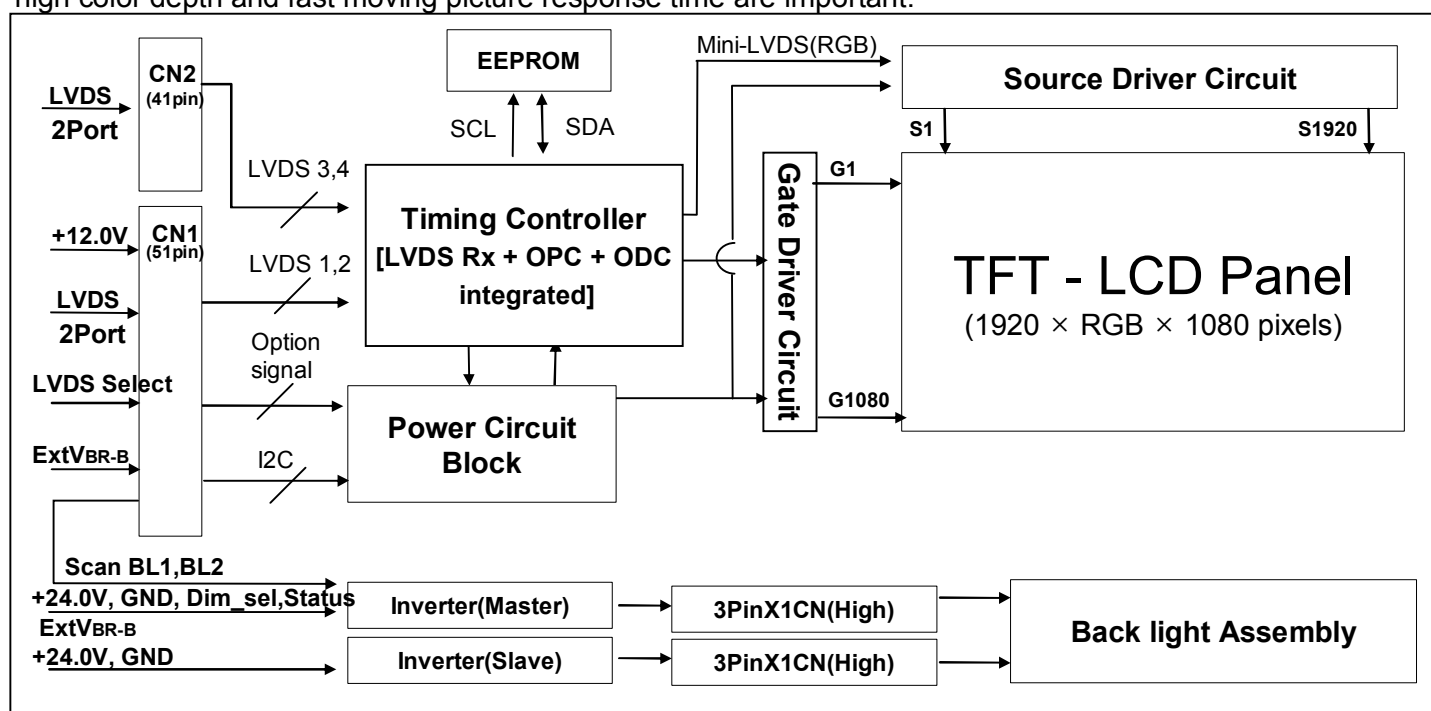 high color depth and fast moving picture response time are important.
EEPROM
Mini-LVDS(RGB)
Source Driver Circuit
CN2
(41pin)
LVDS
2Port
SCL
SDA
S1
S1920
LVDS 3,4
Timing Controller
[LVDS Rx + OPC + ODC
integrated]
Gate Driver Circuit
G1
TFT - LCD Panel
(1920 × RGB × 1080 pixels)
+12.0V
CN1
(51pin)
LVDS 1,2
LVDS
2Port
Option
signal
LVDS Select
G1080
Power Circuit
Block
ExtVBR-B
I2C
Scan BL1,BL2
+24.0V, GND, Dim_sel,Status
Inverter(Master)
3PinX1CN(High)
Back light Assembly
ExtVBR-B
+24.0V, GND
Inverter(Slave)
3PinX1CN(High)